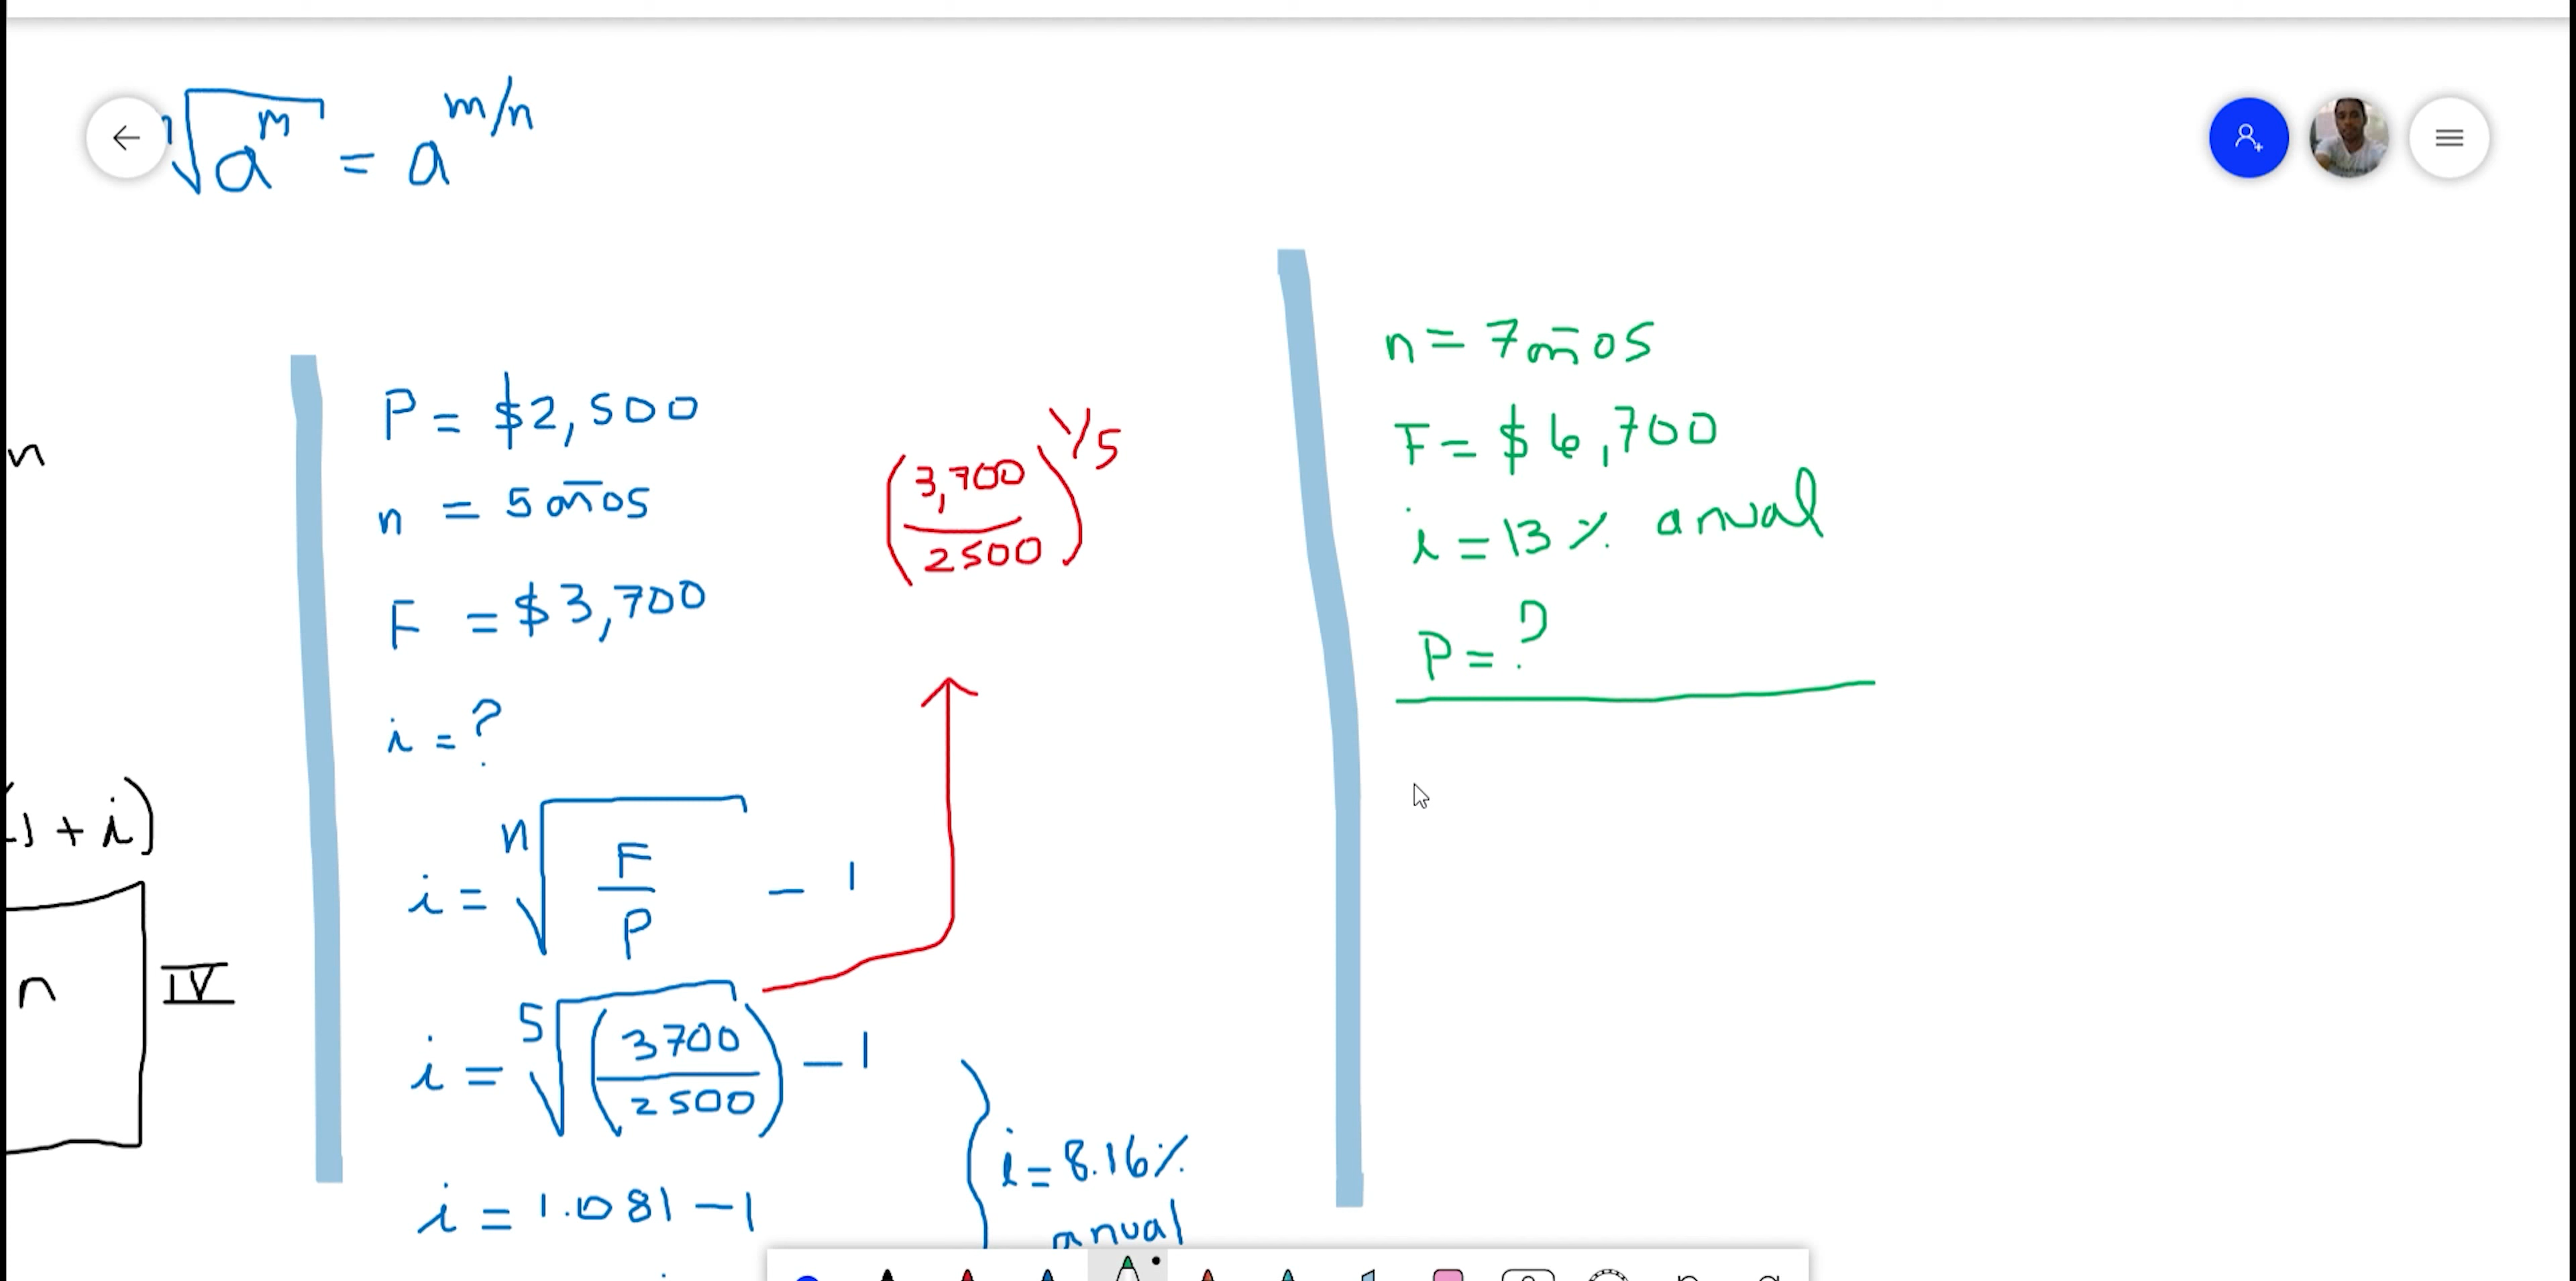 ⁿ√aᵐ = a^m/n
n
1 + i)
n
IV
P = $2,500
n = 5 años
F = $3,700
i = ?
i = ⁿ√ F/P - 1
i = ⁵√(3700/2500) - 1
i = 1.081 - 1
(3,700/2500)^1/5
i = 8.16%
anual
n = 7 años
F = $6,700
i = 13% anual
P = ?